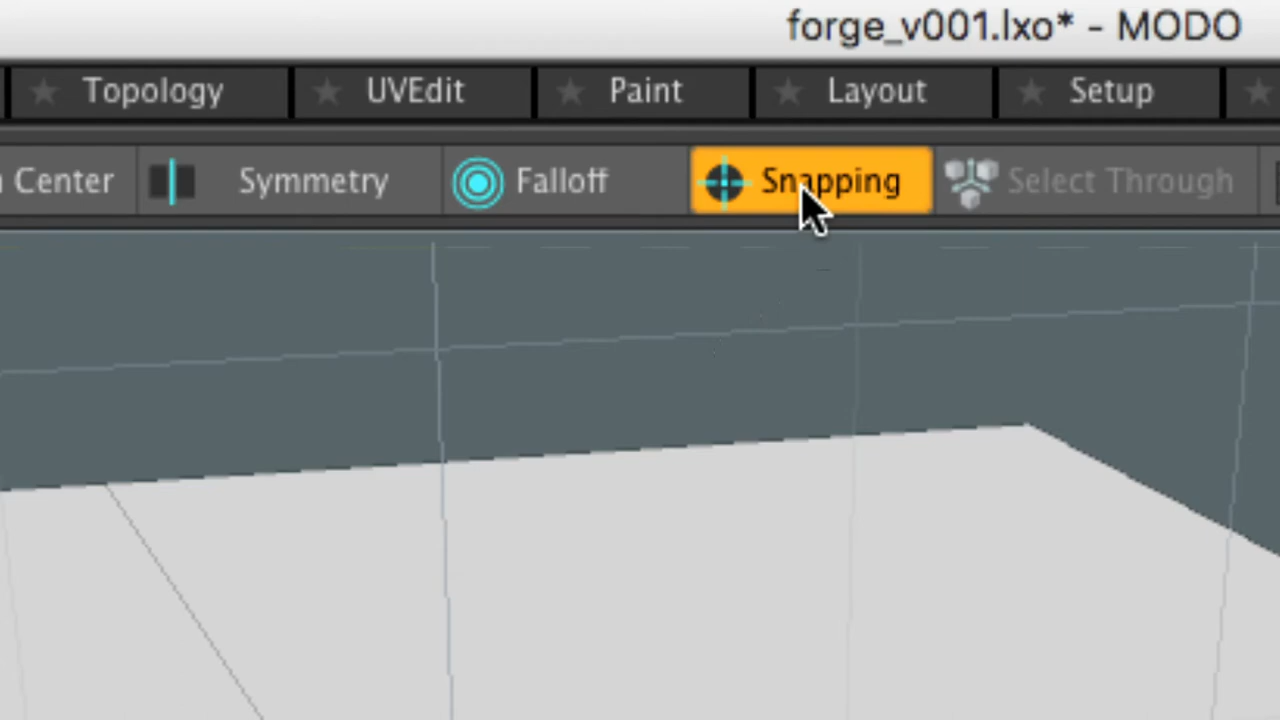 forge_v001.lxo* - MODO
Topology UVEdit Paint Layout Setup
Center Symmetry Falloff Snapping Select Through